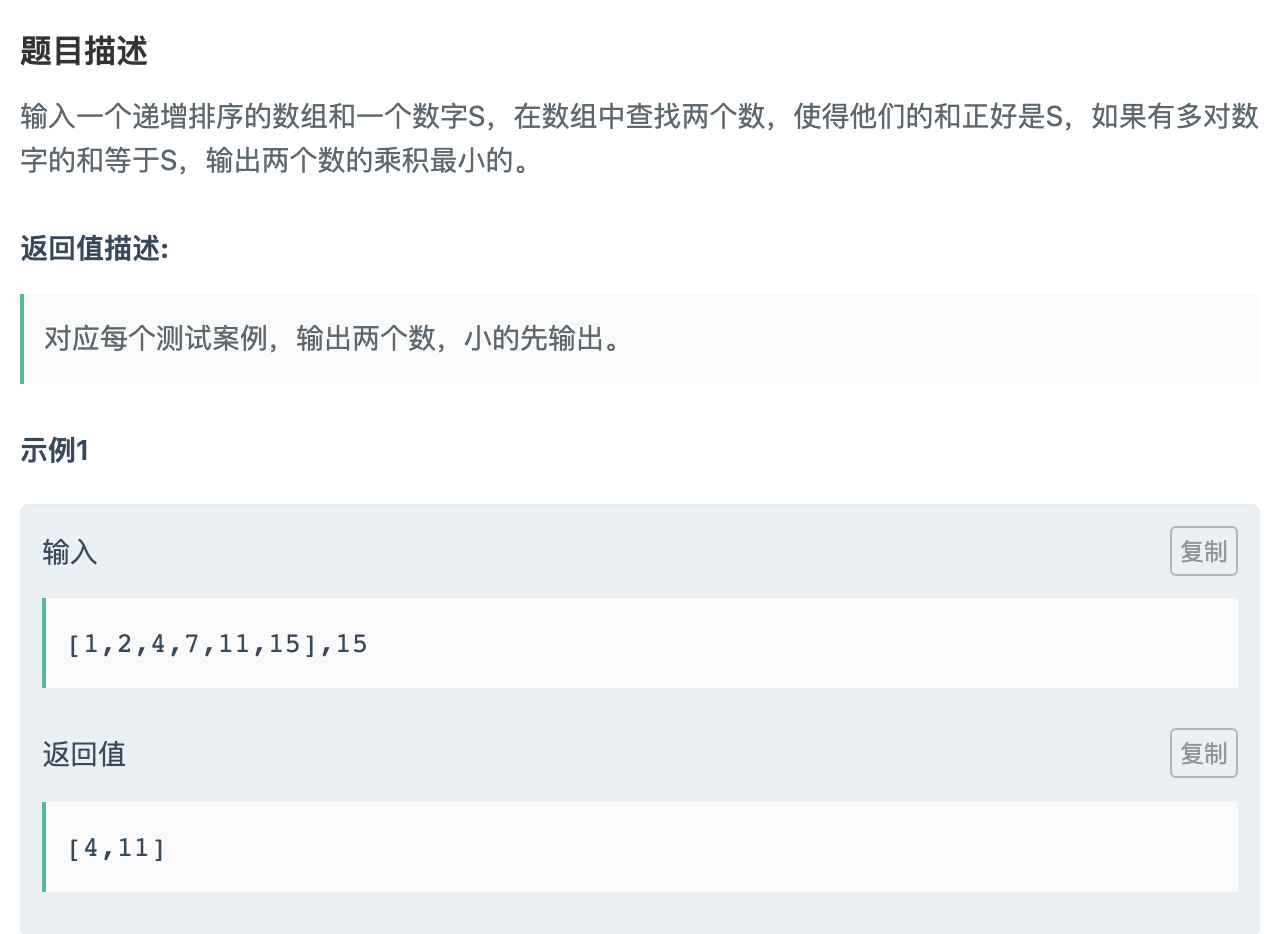 题目描述
输入一个递增排序的数组和一个数字S，在数组中查找两个数，使得他们的和正好是S，如果有多对数
字的和等于S，输出两个数的乘积最小的。
返回值描述:
对应每个测试案例，输出两个数，小的先输出。
示例1
输入
复制
[1,2,4,7,11,15],15
返回值
复制
[4,11]